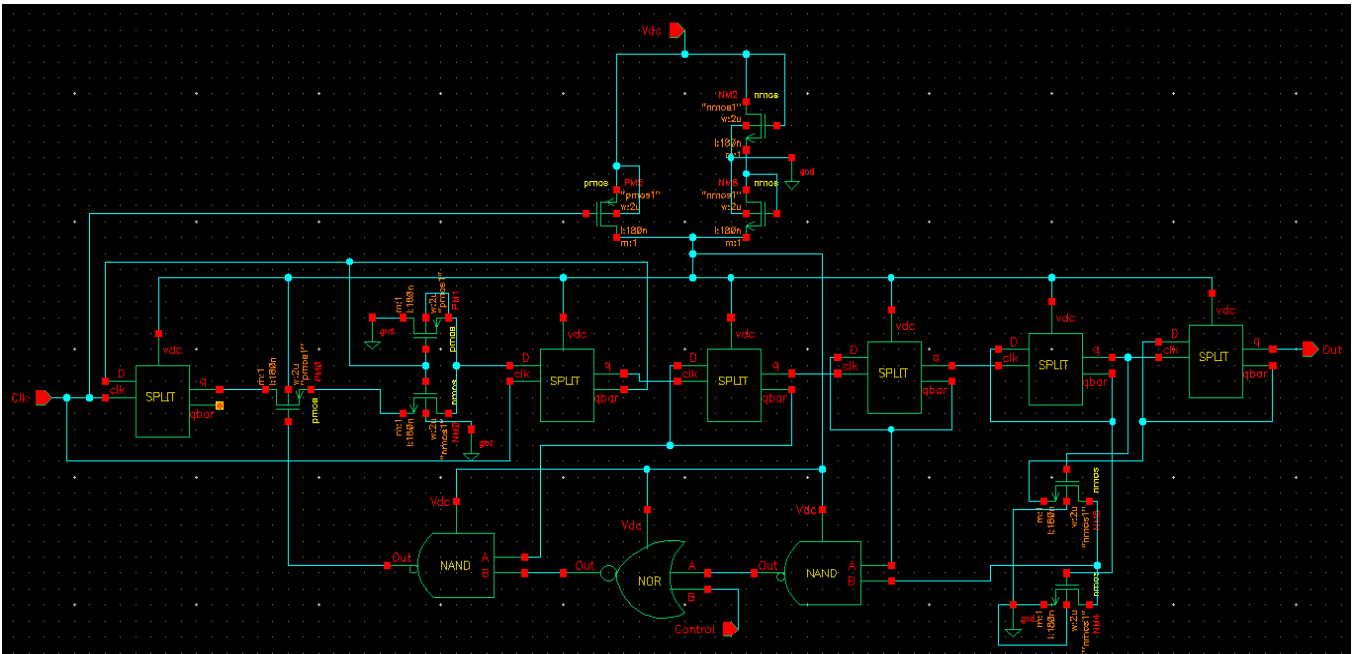 Vdc
NM2
nmos
"nmos1"
w:2u
l:180n
m:1
gnd
pmos
PM6
"pmos1"
w:2u
l:180n
m:1
nmos
"nmos1"
w:2u
l:180n
m:1
m:1
l:180n
w:2u
"pmos1"
PM1
pmos
gnd
Clk
D
clk
vdc
SPLIT
q
qbar
m:1
l:180n
w:2u
"pmos1"
PM0
pmos
m:1
l:180n
w:2u
"nmos1"
nmos
gnd
D
clk
vdc
SPLIT
q
qbar
D
clk
vdc
SPLIT
q
qbar
D
clk
vdc
SPLIT
q
qbar
D
clk
vdc
SPLIT
q
qbar
D
clk
vdc
SPLIT
q
qbar
Out
Vdc
Out
NAND
A
B
Vdc
Out
NOR
A
B
Control
Vdc
Out
NAND
A
B
m:1
l:180n
w:2u
"nmos1"
nmos
gnd
m:1
l:180n
w:2u
"nmos1"
NM4
nmos